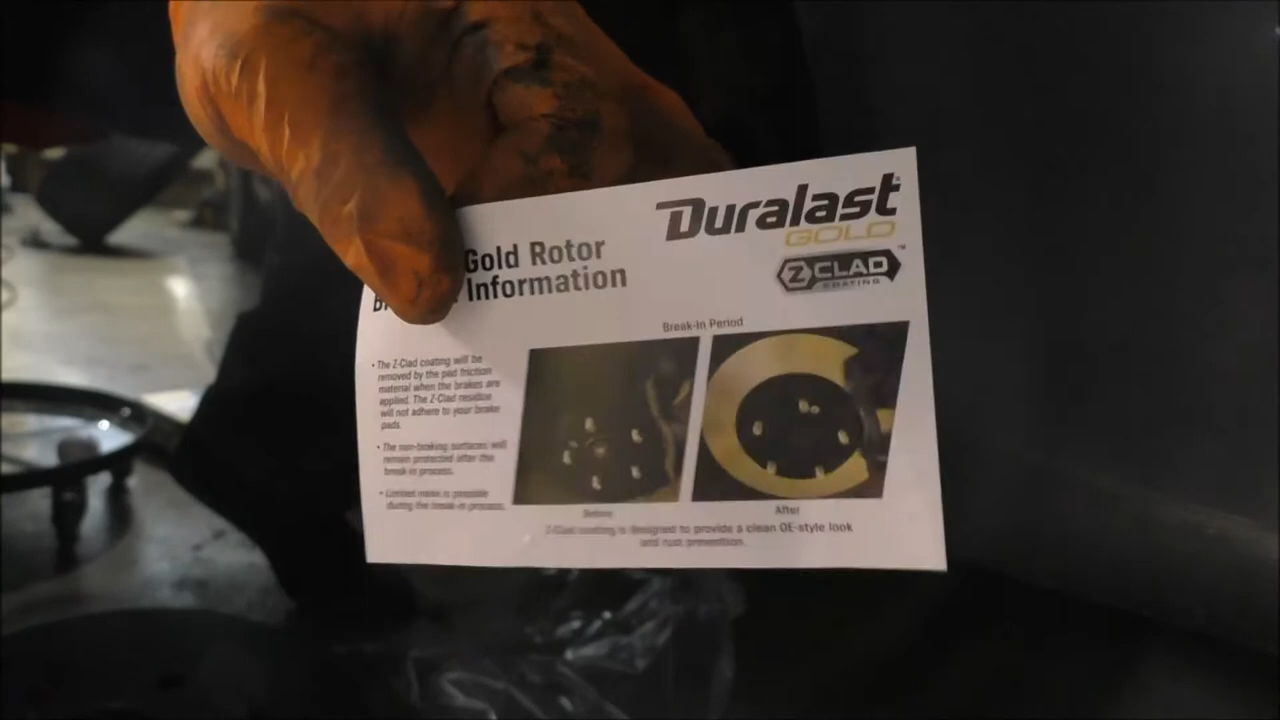 Duralast
GOLD
Z CLAD
COATING
™
Gold Rotor
Information
Break-In Period
• The Z-Clad coating will be
removed by the pad friction
material when the brakes are
applied. The Z-Clad residue
will not adhere to your brake
pads.
• The non-braking surfaces will
remain protected after the
break-in process.
• Limited noise is possible
during the break-in process.
Before
After
Z-Clad coating is designed to provide a clean OE-style look
and rust prevention.